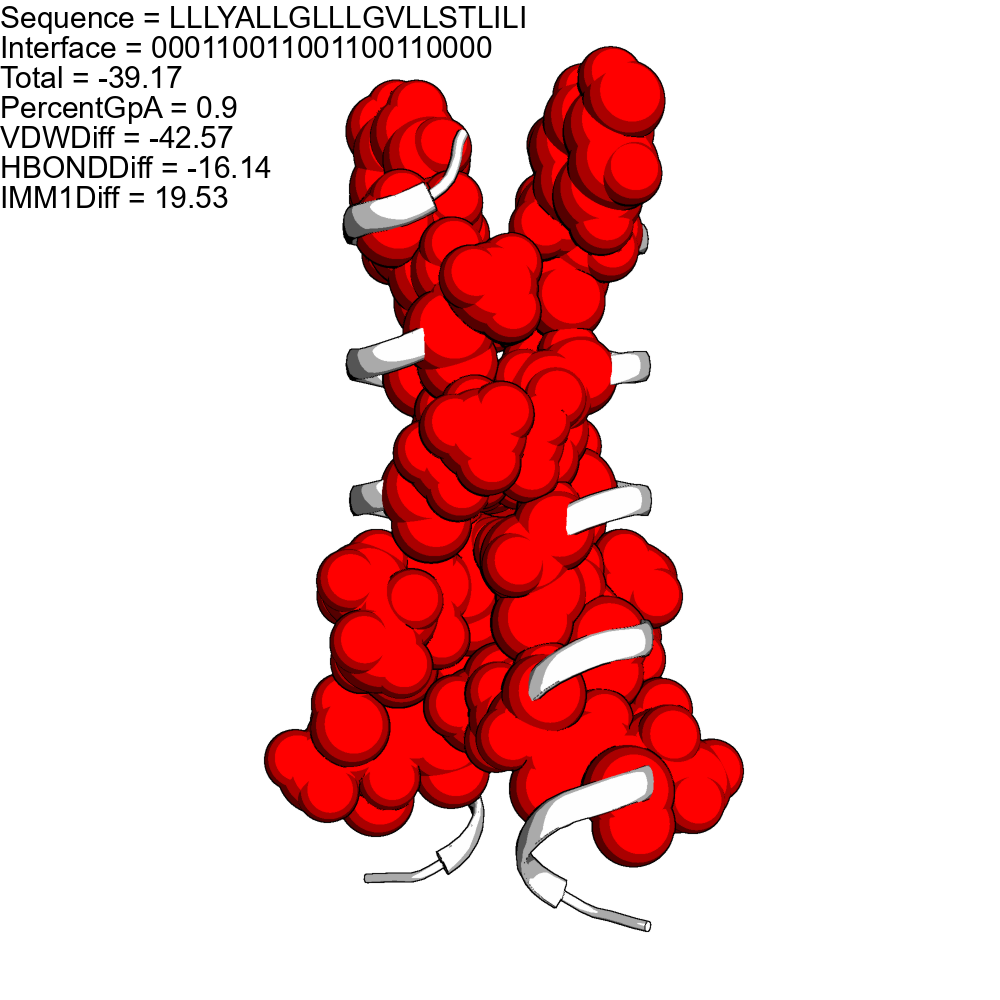 Sequence = LLLYALLGLLLGVLLSTLILI
Interface = 000110011001100110000
Total = -39.17
PercentGpA = 0.9
VDWDiff = -42.57
HBONDDiff = -16.14
IMM1Diff = 19.53